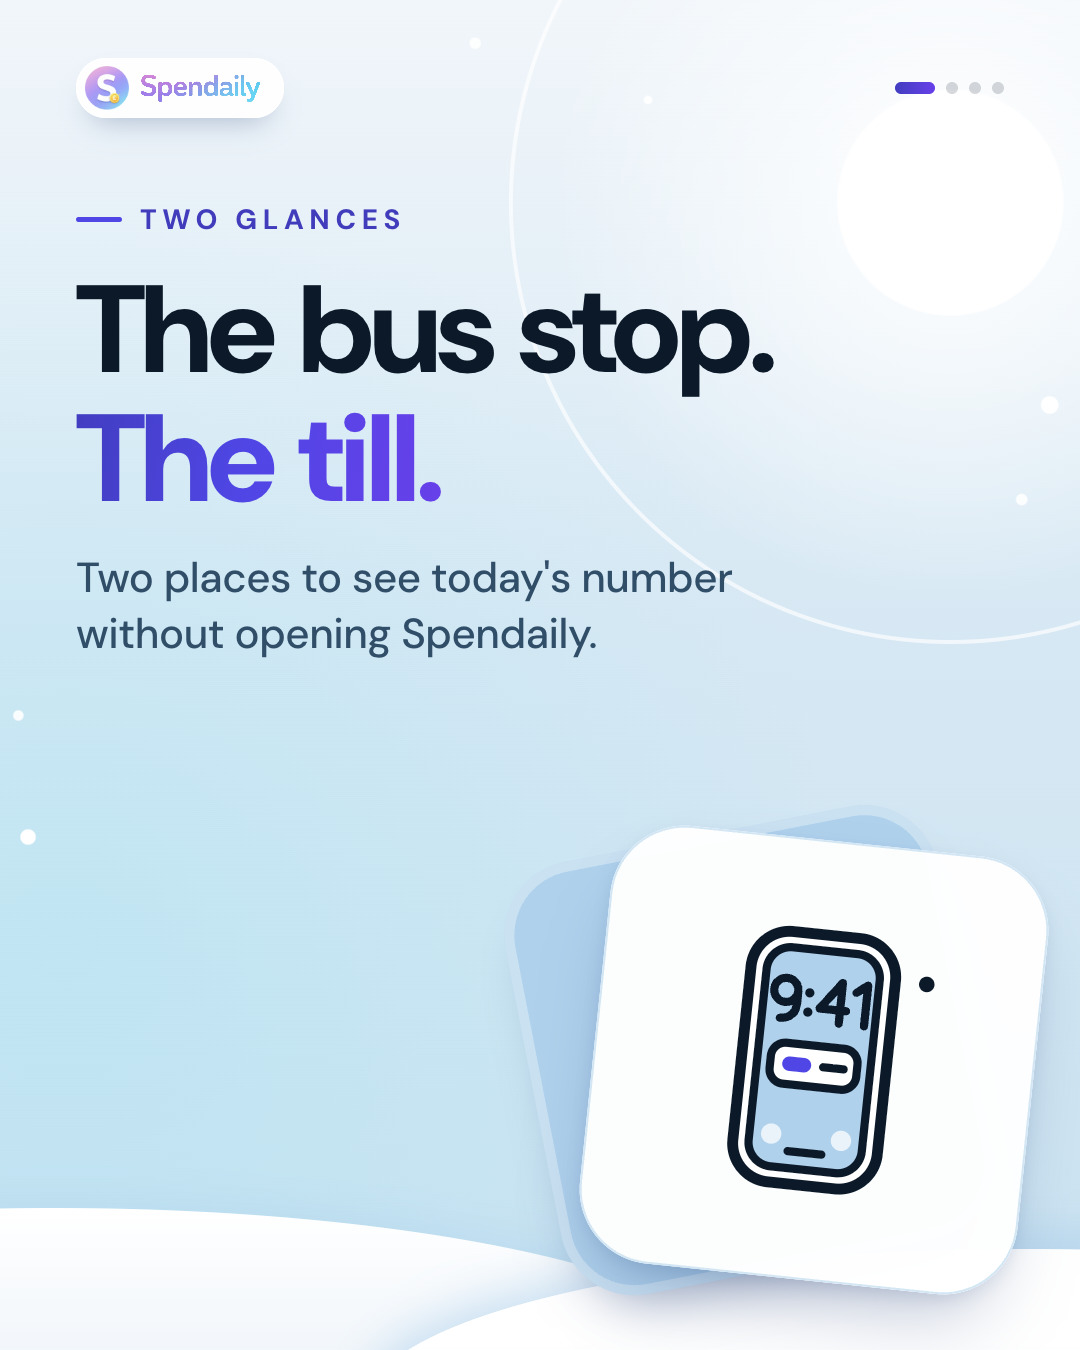 Spendaily
TWO GLANCES
The bus stop.
The till.
Two places to see today's number
without opening Spendaily.
9:41